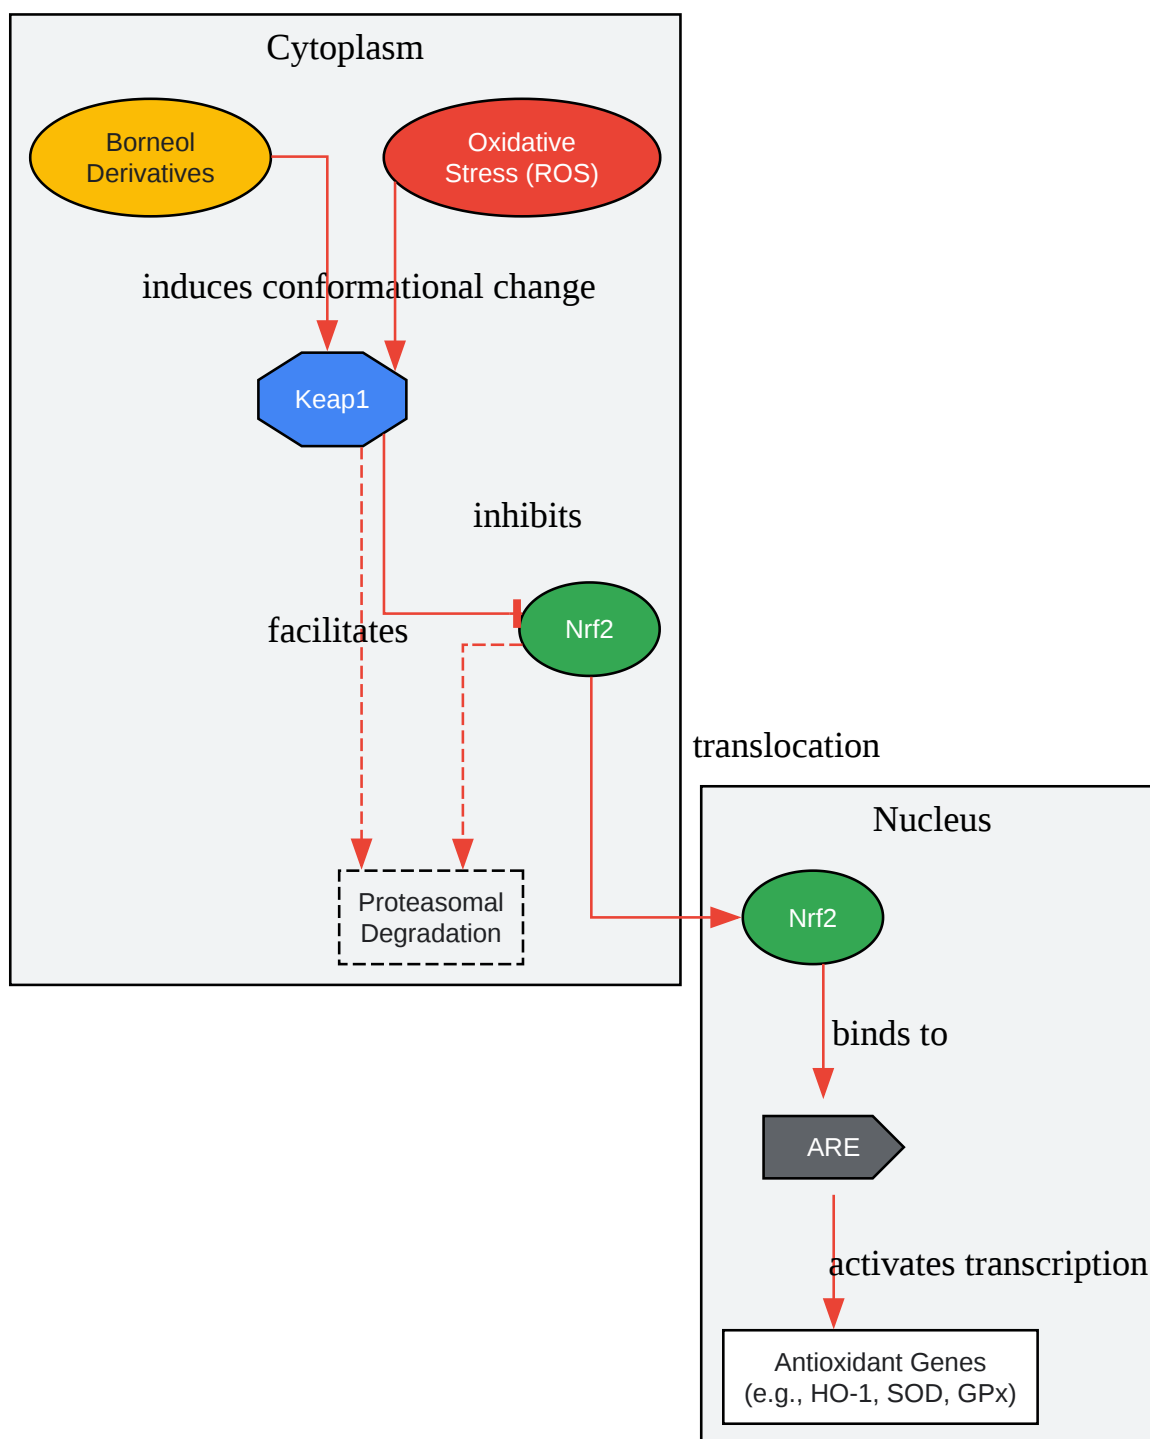 Cytoplasm
Borneol
Derivatives
Oxidative
Stress (ROS)
induces conformational change
Keap1
inhibits
facilitates
Nrf2
translocation
Nucleus
Proteasomal
Degradation
Nrf2
binds to
ARE
activates transcription
Antioxidant Genes
(e.g., HO-1, SOD, GPx)